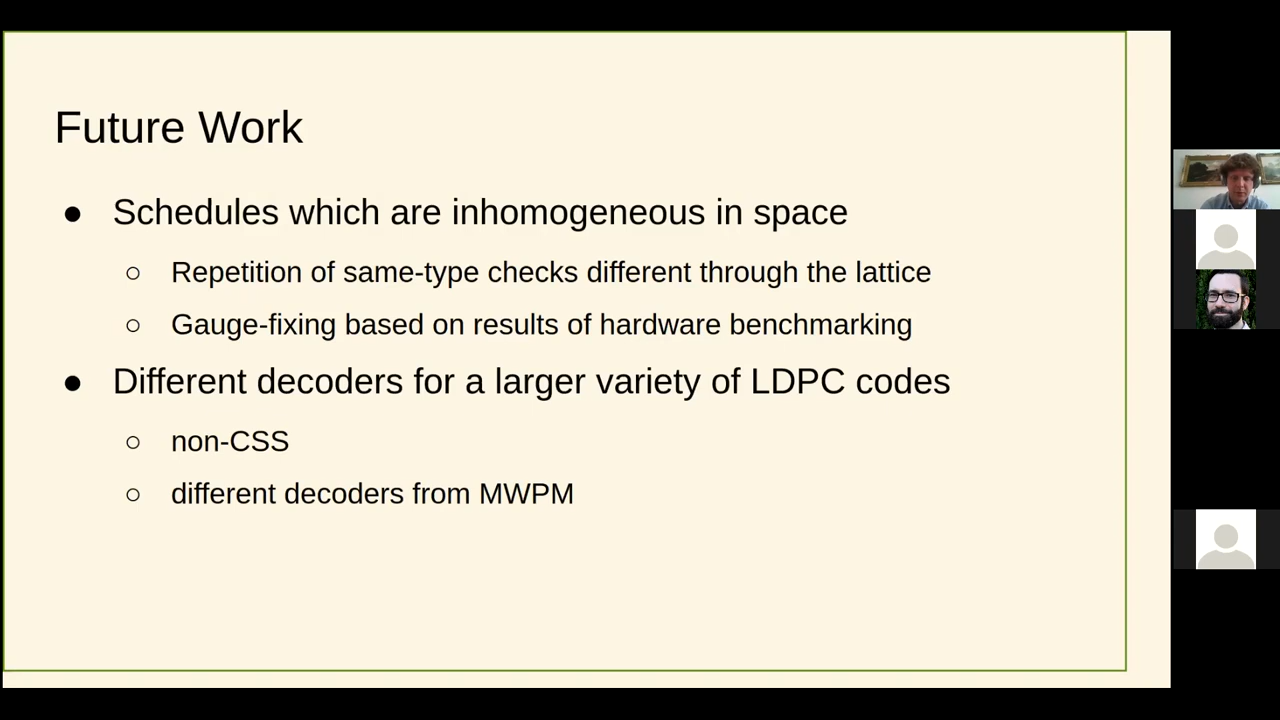 Future Work
● Schedules which are inhomogeneous in space
○ Repetition of same-type checks different through the lattice
○ Gauge-fixing based on results of hardware benchmarking
● Different decoders for a larger variety of LDPC codes
○ non-CSS
○ different decoders from MWPM